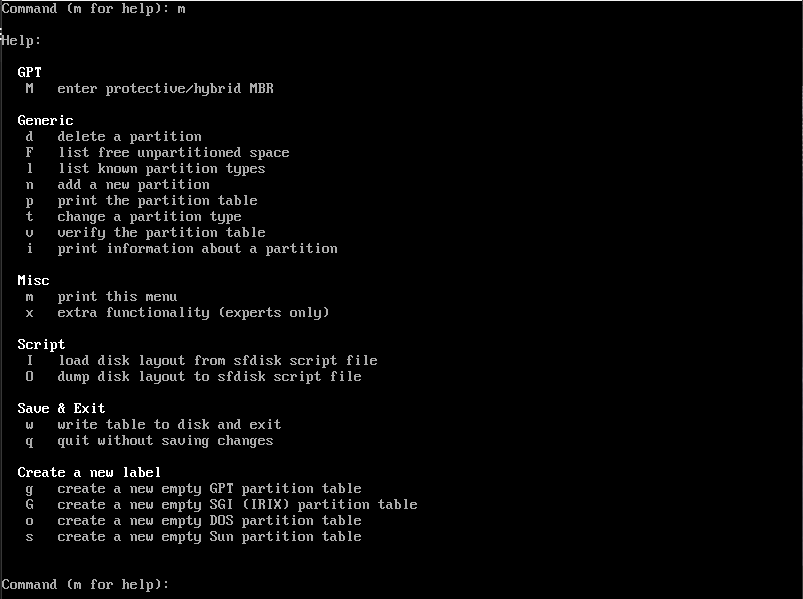 Command (m for help): m
Help:
GPT
M enter protective/hybrid MBR
Generic
d delete a partition
F list free unpartitioned space
l list known partition types
n add a new partition
p print the partition table
t change a partition type
v verify the partition table
i print information about a partition
Misc
m print this menu
x extra functionality (experts only)
Script
I load disk layout from sfdisk script file
O dump disk layout to sfdisk script file
Save & Exit
w write table to disk and exit
q quit without saving changes
Create a new label
g create a new empty GPT partition table
G create a new empty SGI (IRIX) partition table
o create a new empty DOS partition table
s create a new empty Sun partition table
Command (m for help):